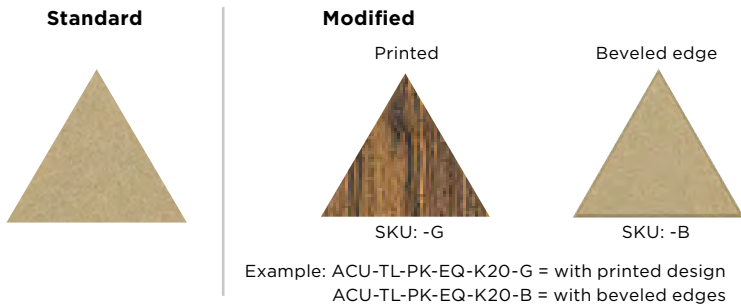 Standard
Modified
Printed
Beveled edge
SKU: -G
SKU: -B
Example: ACU-TL-PK-EQ-K20-G = with printed design
ACU-TL-PK-EQ-K20-B = with beveled edges